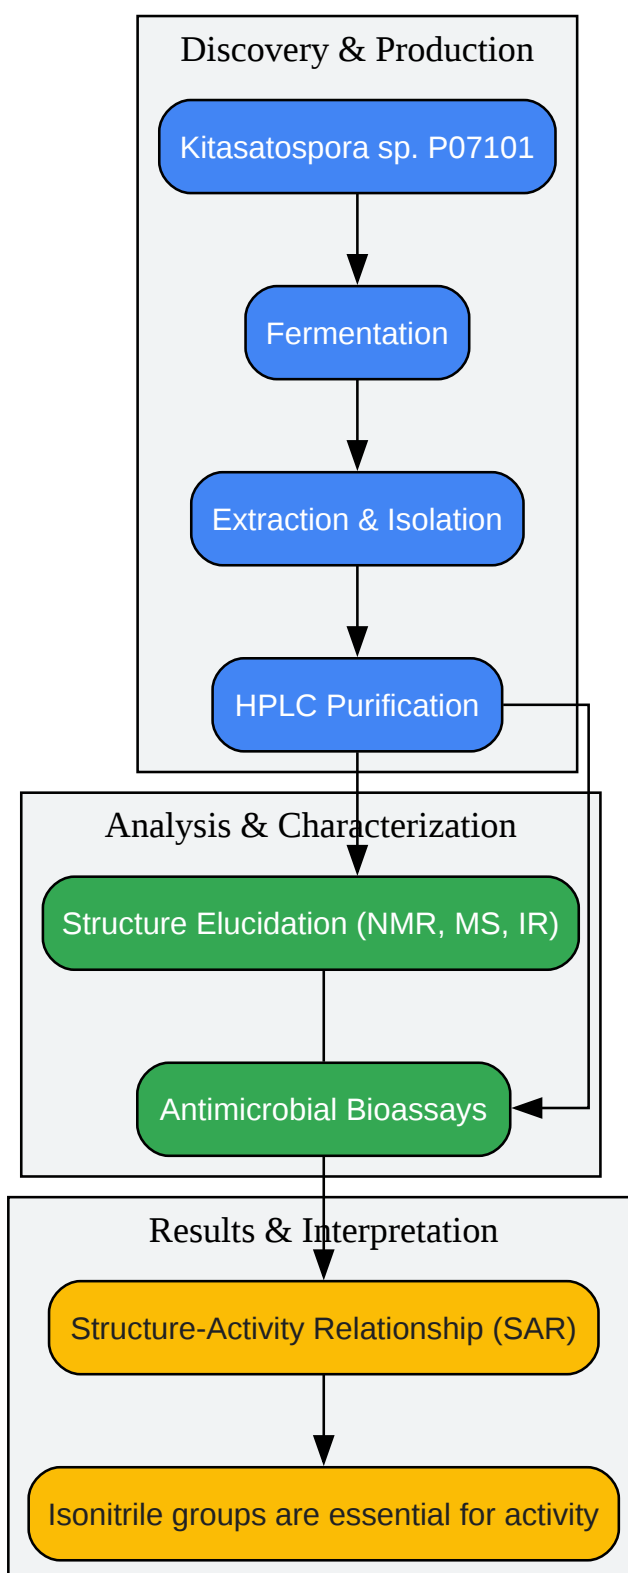 Discovery & Production
Kitasatospora sp. P07101
Fermentation
Extraction & Isolation
HPLC Purification
Analysis & Characterization
Structure Elucidation (NMR, MS, IR)
Antimicrobial Bioassays
Results & Interpretation
Structure-Activity Relationship (SAR)
Isonitrile groups are essential for activity